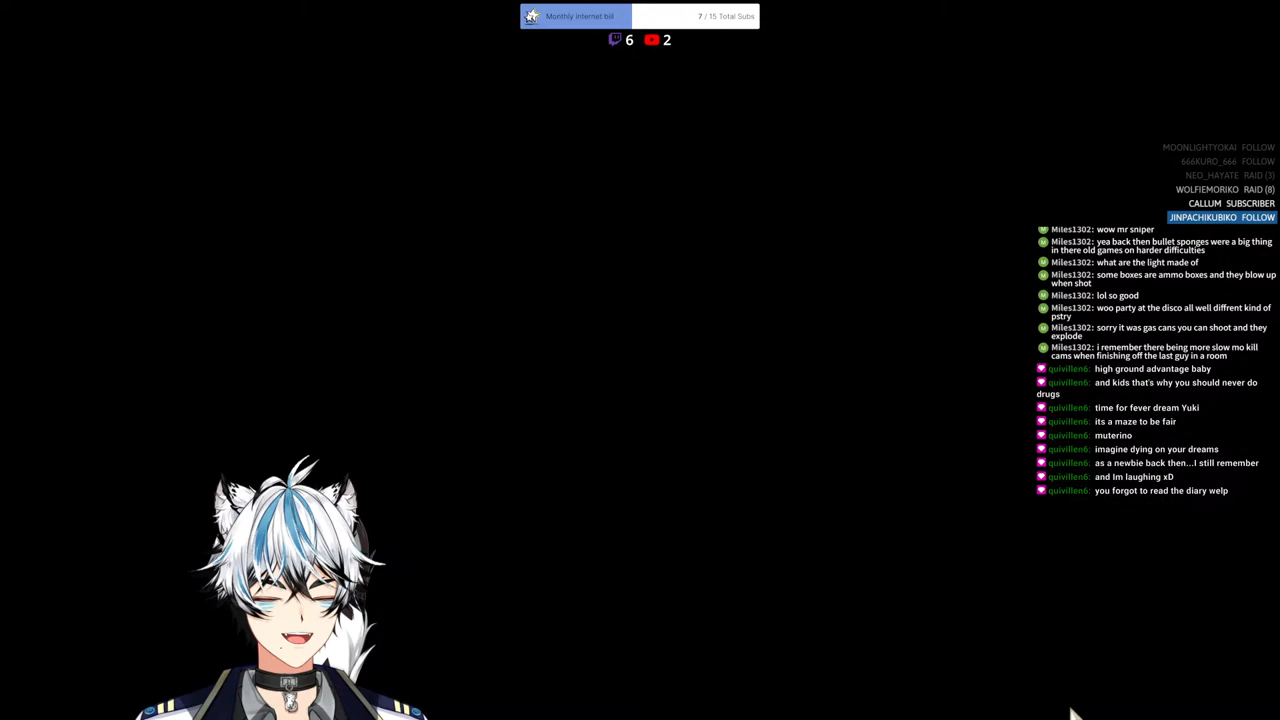 Monthly internet bill 7 / 15 Total Subs
6 2
MOONLIGHTYOKAI FOLLOW
666KURO_666 FOLLOW
NEO_HAYATE RAID (3)
WOLFIEMORIKO RAID (8)
CALLUM SUBSCRIBER
JINPACHIKUBIKO FOLLOW
Miles1302: wow mr sniper
Miles1302: yea back then bullet sponges were a big thing
in there old games on harder difficulties
Miles1302: what are the light made of
Miles1302: some boxes are ammo boxes and they blow up
when shot
Miles1302: lol so good
Miles1302: woo party at the disco all well diffrent kind of
pstry
Miles1302: sorry it was gas cans you can shoot and they
explode
Miles1302: i remember there being more slow mo kill
cams when finishing off the last guy in a room
quivillen6: high ground advantage baby
quivillen6: and kids that's why you should never do
drugs
quivillen6: time for fever dream Yuki
quivillen6: its a maze to be fair
quivillen6: muterino
quivillen6: imagine dying on your dreams
quivillen6: as a newbie back then...I still remember
quivillen6: and Im laughing xD
quivillen6: you forgot to read the diary welp